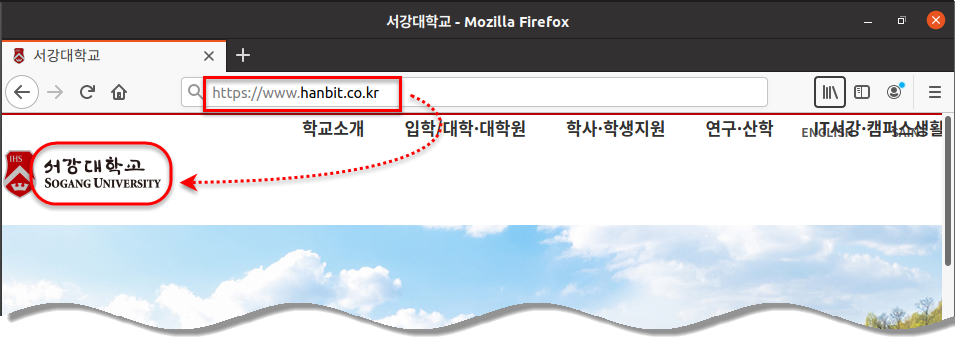 서강대학교 - Mozilla Firefox
서강대학교
https://www.hanbit.co.kr
학교소개 입학/대학·대학원 학사·학생지원 연구·산학 IT서강·캠퍼스생활
IHS
서강대학교
SOGANG UNIVERSITY